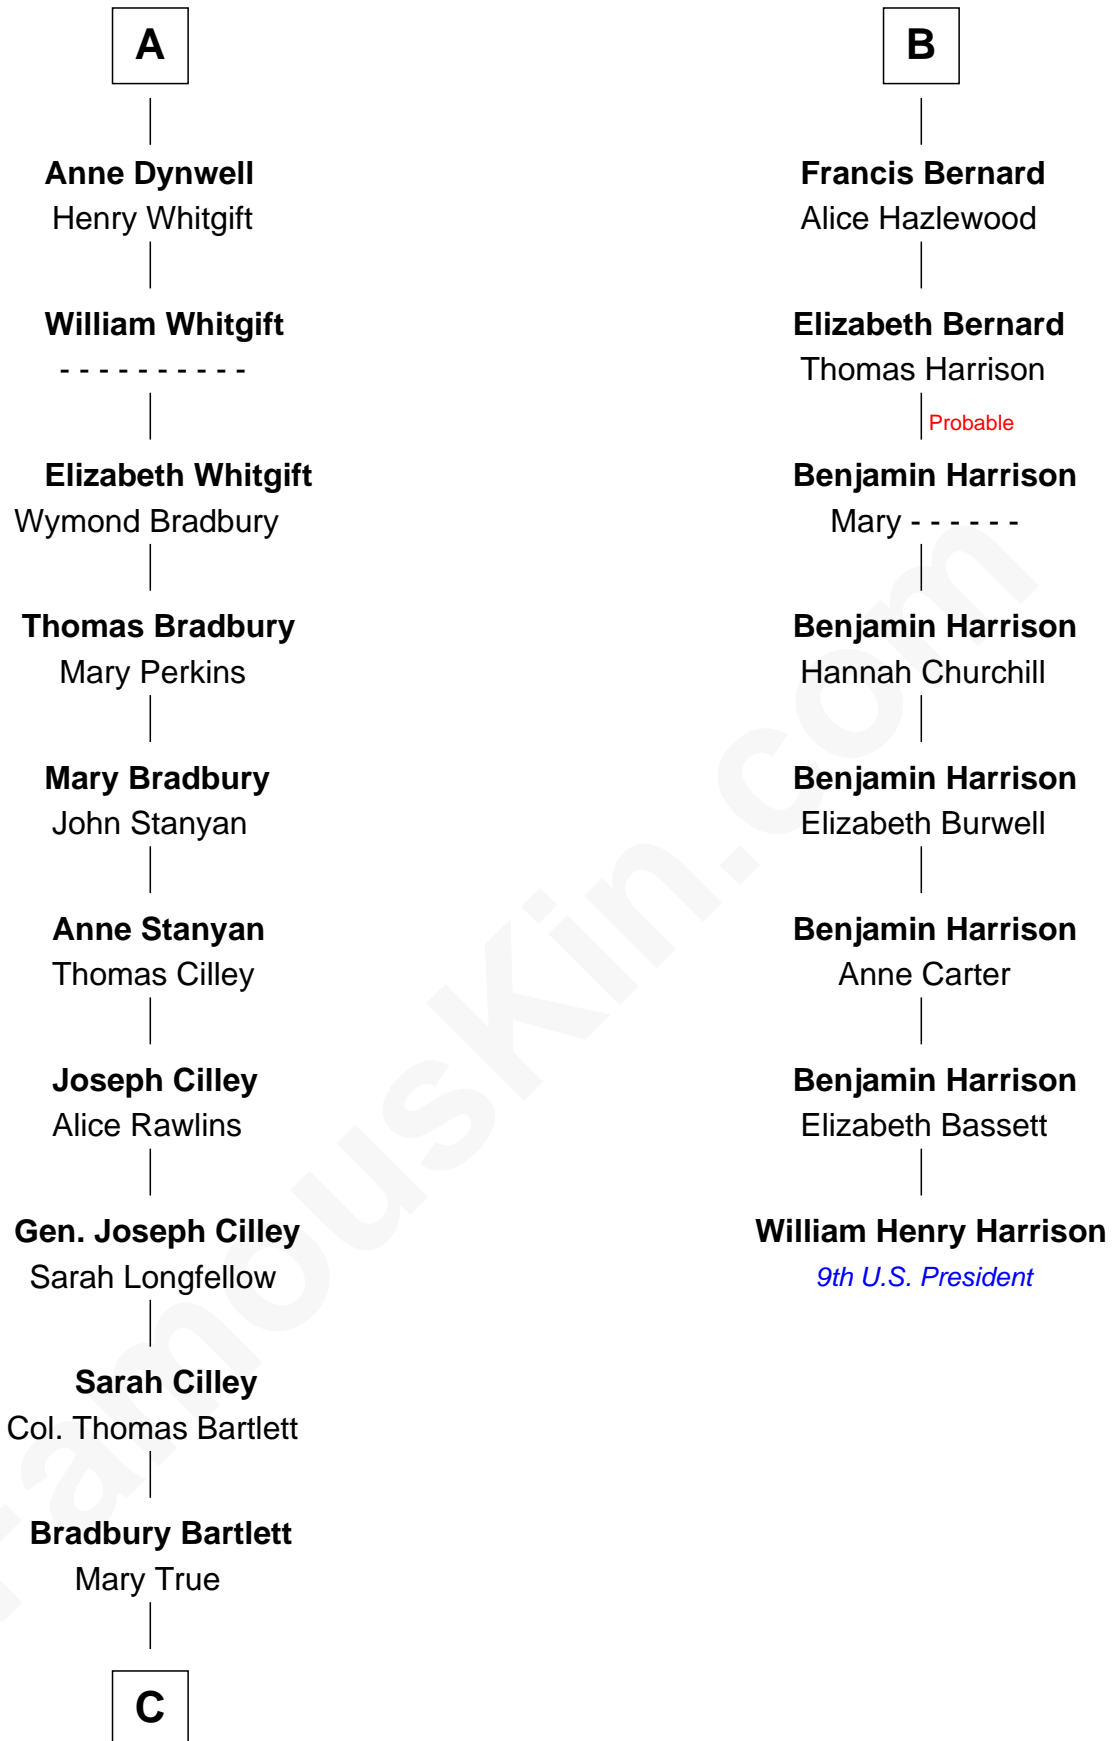 A
Anne Dynwell
Henry Whitgift
William Whitgift
- - - - - - - - - -
Elizabeth Whitgift
Wymond Bradbury
Thomas Bradbury
Mary Perkins
Mary Bradbury
John Stanyan
Anne Stanyan
Thomas Cilley
Joseph Cilley
Alice Rawlins
Gen. Joseph Cilley
Sarah Longfellow
Sarah Cilley
Col. Thomas Bartlett
Bradbury Bartlett
Mary True
C
B
Francis Bernard
Alice Hazlewood
Elizabeth Bernard
Thomas Harrison
Probable
Benjamin Harrison
Mary - - - - - -
Benjamin Harrison
Hannah Churchill
Benjamin Harrison
Elizabeth Burwell
Benjamin Harrison
Anne Carter
Benjamin Harrison
Elizabeth Bassett
William Henry Harrison
9th U.S. President
FamousKin.com